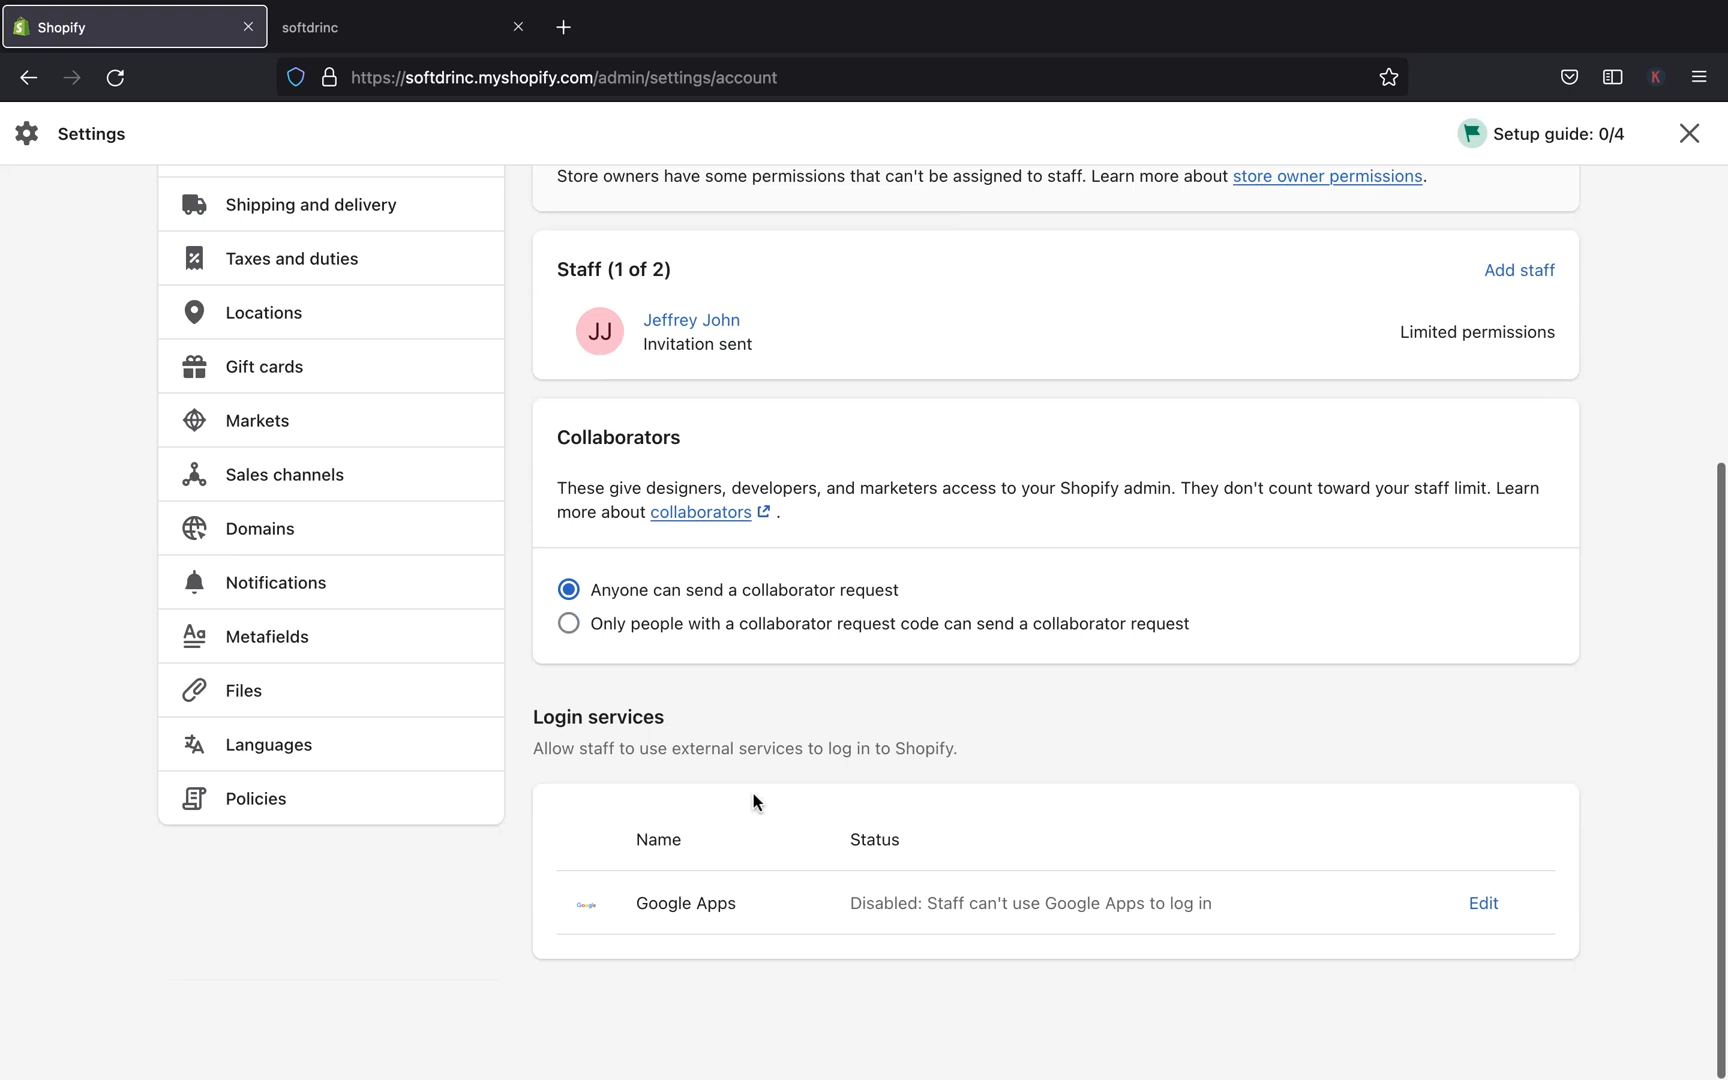 Shopify
softdrinc
https://softdrinc.myshopify.com/admin/settings/account
K
Settings
Setup guide: 0/4
Store owners have some permissions that can't be assigned to staff. Learn more about store owner permissions.
Shipping and delivery
Taxes and duties
Locations
Gift cards
Markets
Sales channels
Domains
Notifications
Aa
Metafields
Files
Languages
Policies
Staff (1 of 2)
Add staff
JJ
Jeffrey John
Invitation sent
Limited permissions
Collaborators
These give designers, developers, and marketers access to your Shopify admin. They don't count toward your staff limit. Learn
more about collaborators .
Anyone can send a collaborator request
Only people with a collaborator request code can send a collaborator request
Login services
Allow staff to use external services to log in to Shopify.
Name
Status
Google
Google Apps
Disabled: Staff can't use Google Apps to log in
Edit